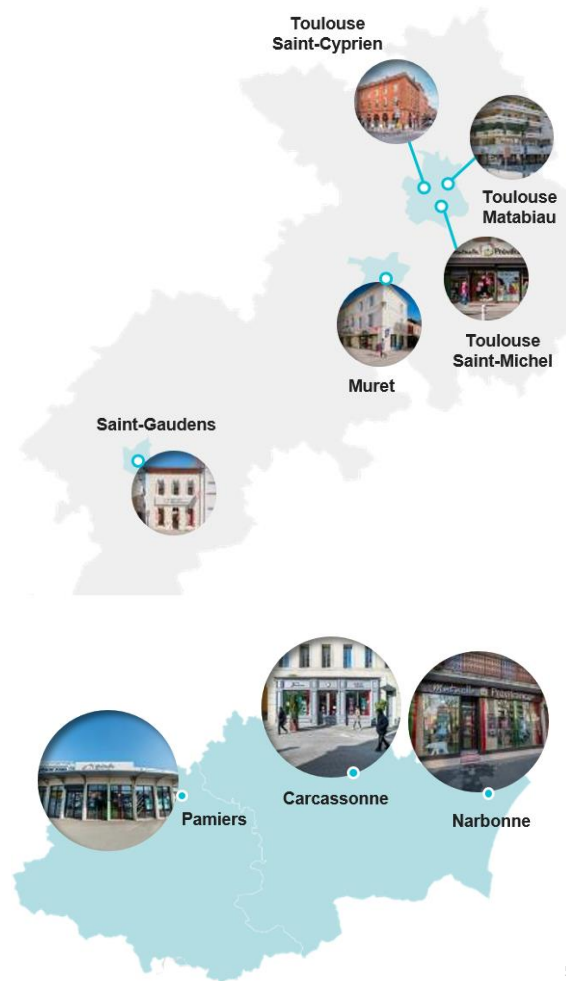 Toulouse
Saint-Cyprien
Toulouse
Matabiau
Toulouse
Saint-Michel
Muret
Saint-Gaudens
Pamiers
Carcassonne
Narbonne